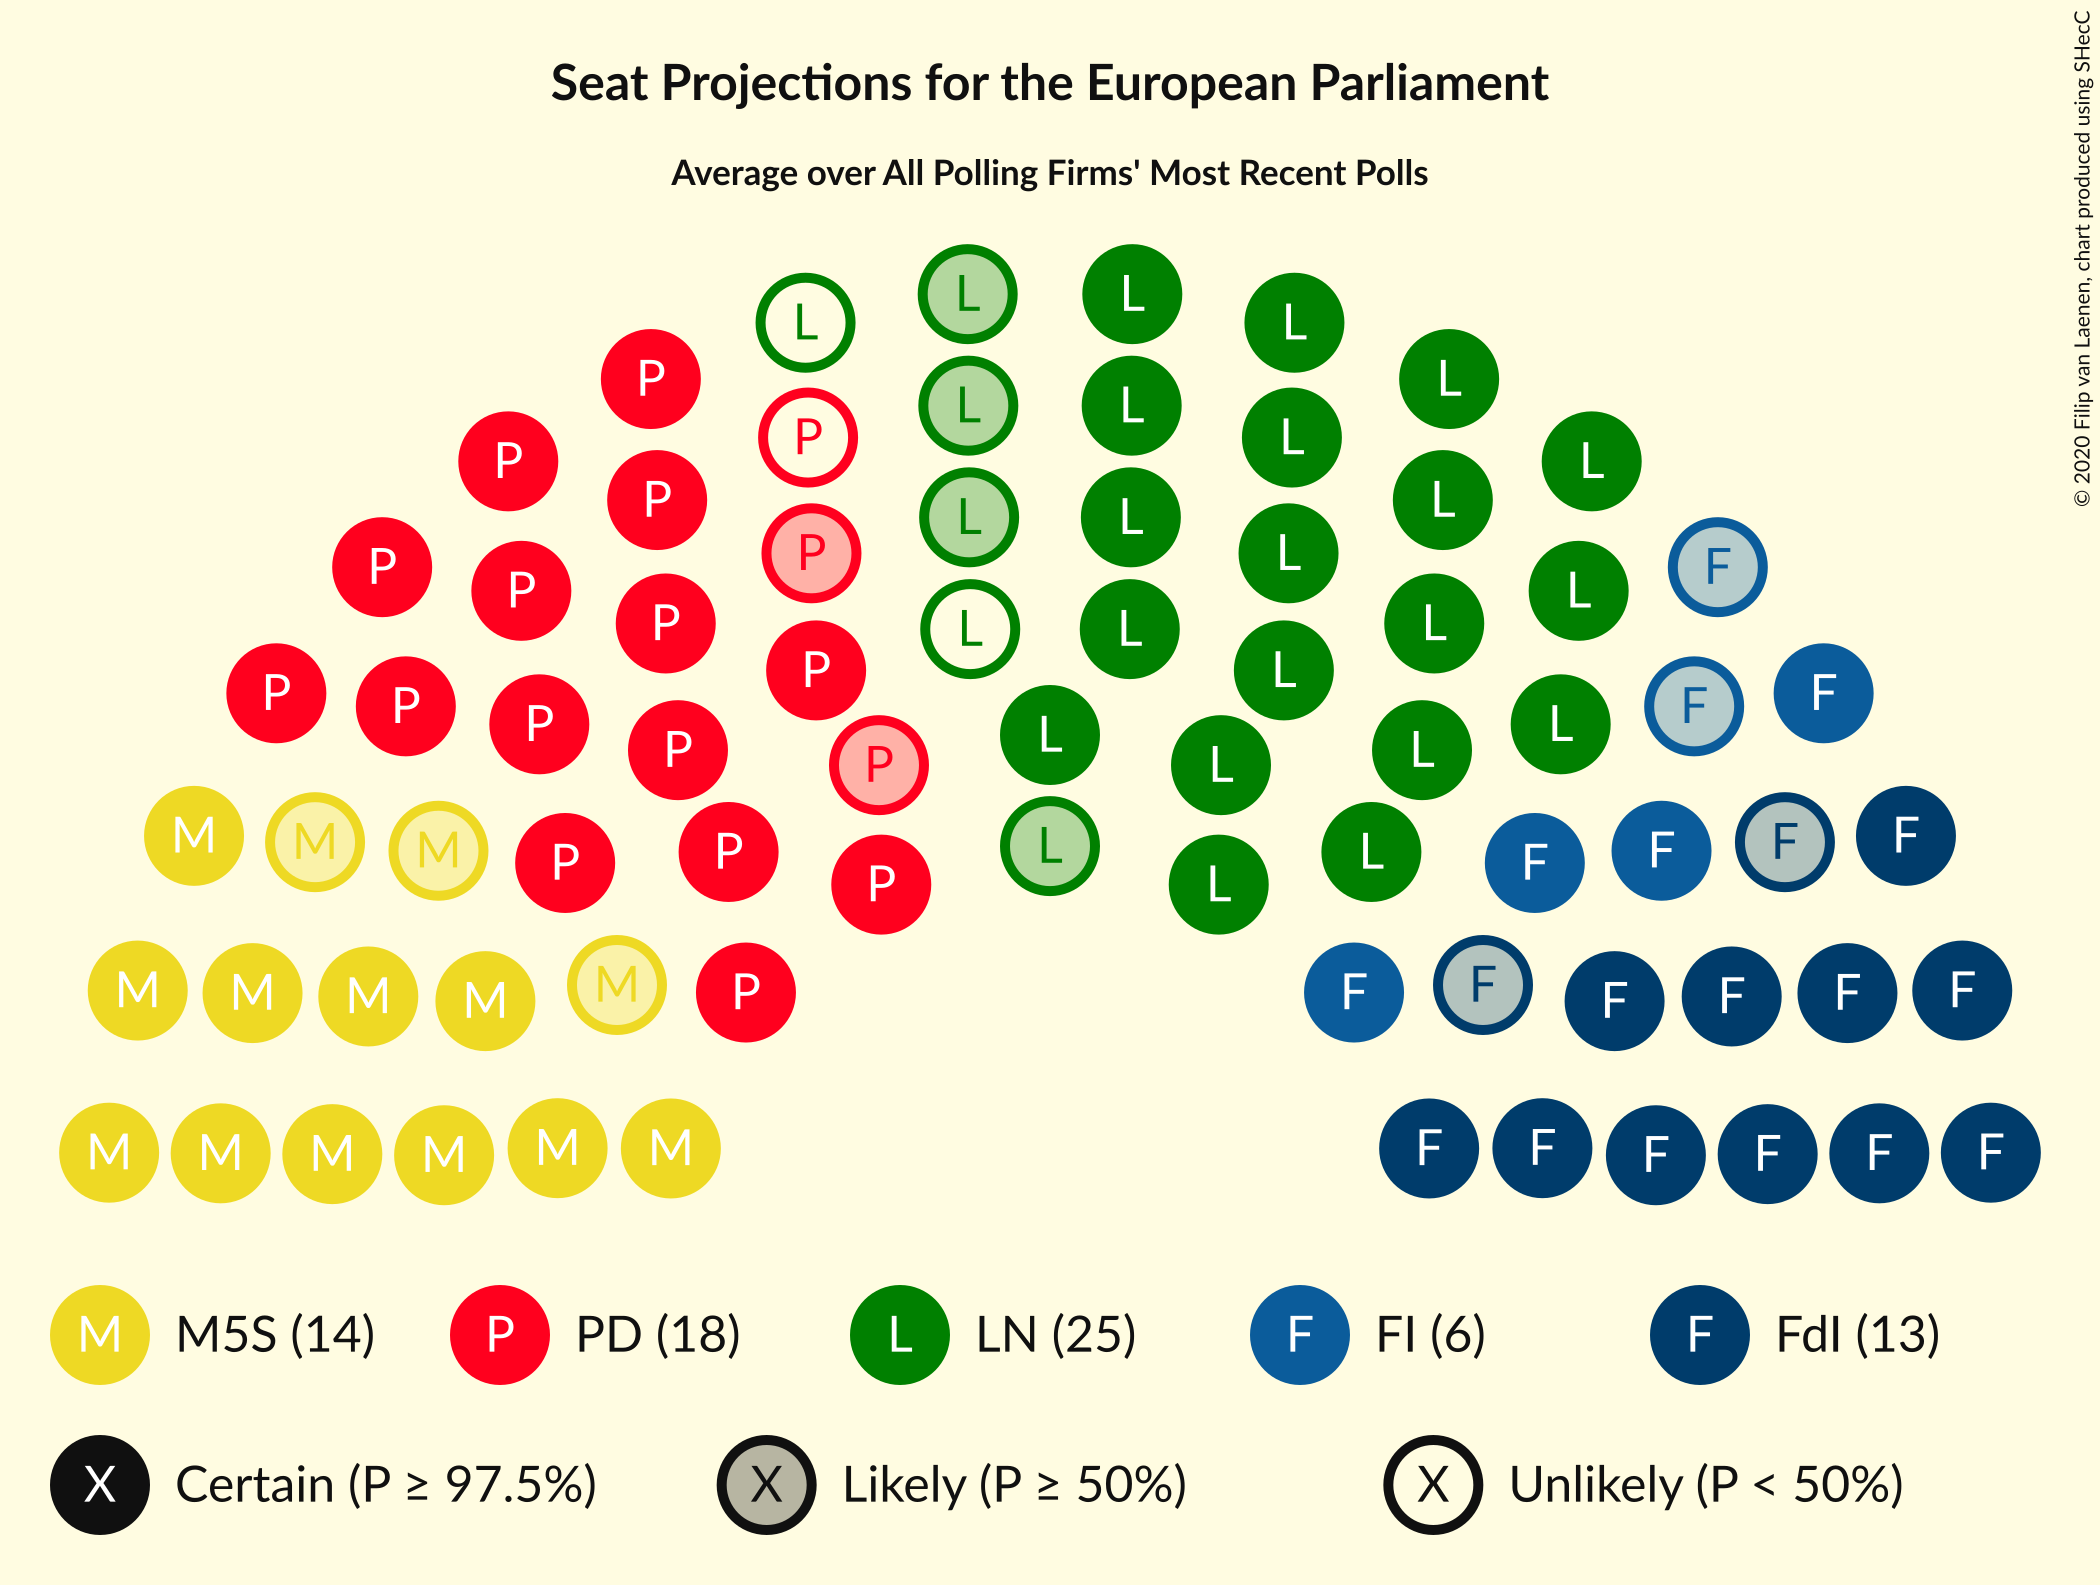 Seat Projections for the European Parliament
Average over All Polling Firms' Most Recent Polls
© 2020 Filip van Laenen, chart produced using SHecC
L L
L L
P L
L L
P L
P L L L
P L
L L
P L L F
P L
P L
L L
P L
P F
P P F
P L
P L
L
P L
M F
M F
M P L F
P F
P L
M F
M M F F
M F
M P F F
M M M M M M F F F F F F
M M5S (14) P PD (18) L LN (25) F FI (6) F FdI (13)
X Certain (P ≥ 97.5%) X Likely (P ≥ 50%) X Unlikely (P < 50%)